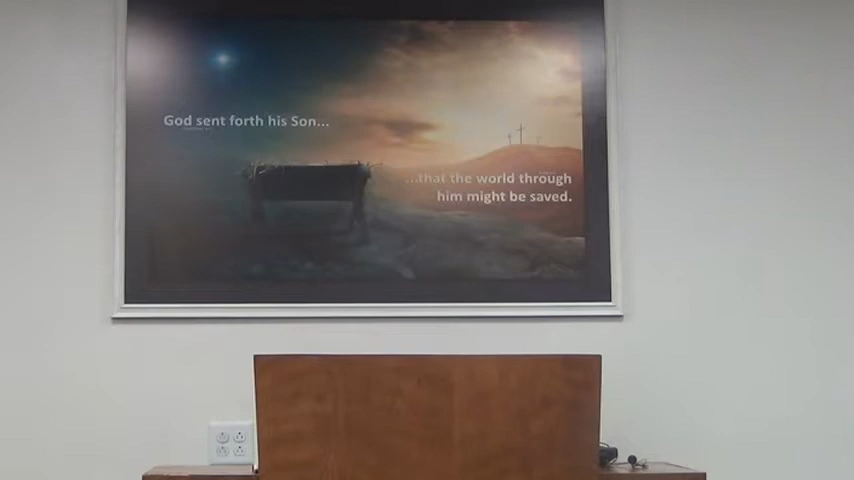 God sent forth his Son...
...that the world through
him might be saved.